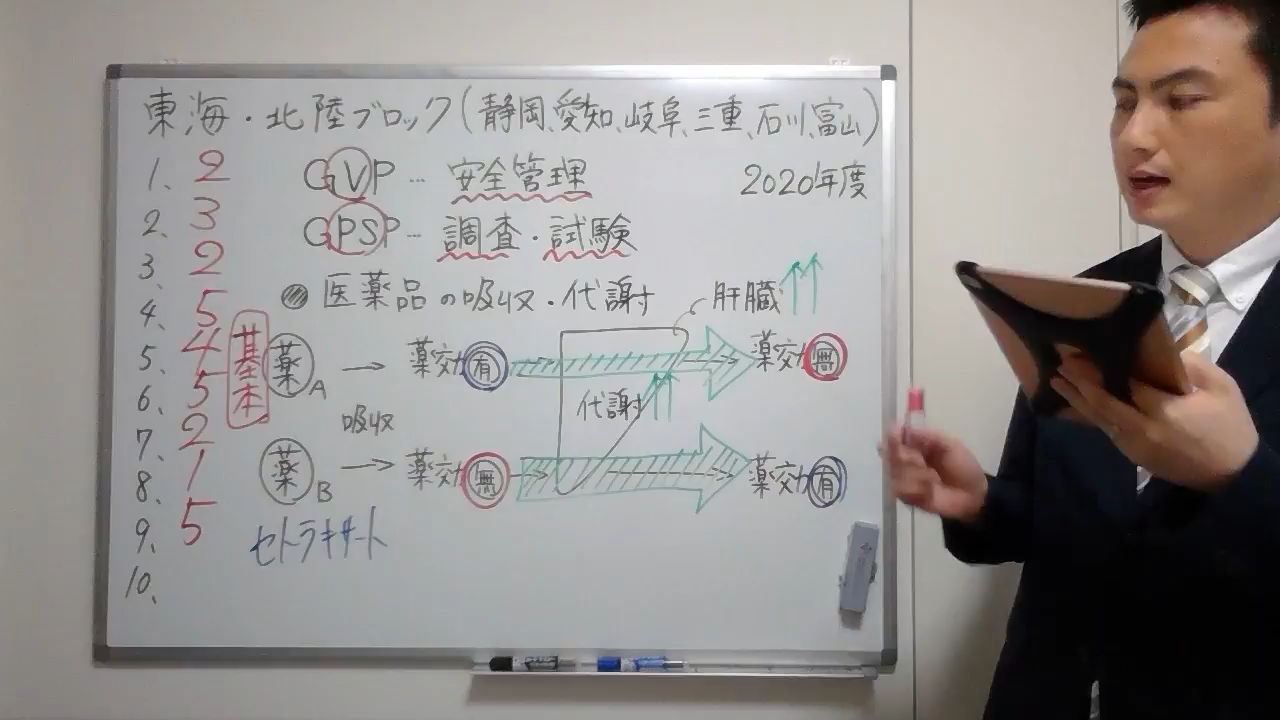 東海・北陸ブロック(静岡、愛知、岐阜、三重、石川、富山)
2020年度
1、2
2、3
3、2
4、5
5、4
6、5
7、2
8、1
9、5
10、
GVP… 安全管理
GPSP… 調査・試験
医薬品の吸収・代謝
肝臓↑↑
基本
薬A → 薬効有
薬効無
吸収
代謝↑↑
薬B → 薬効無
薬効有
セトラキサート